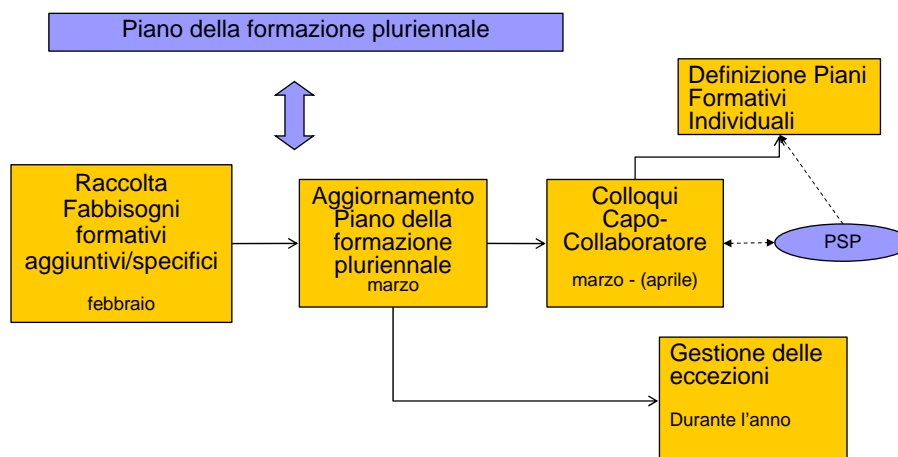 Piano della formazione pluriennale
Definizione Piani
Formativi
Individuali
Raccolta
Fabbisogni
formativi
aggiuntivi/specifici
febbraio
Aggiornamento
Piano della
formazione
pluriennale
marzo
Colloqui
Capo-
Collaboratore
marzo - (aprile)
PSP
Gestione delle
eccezioni
Durante l'anno